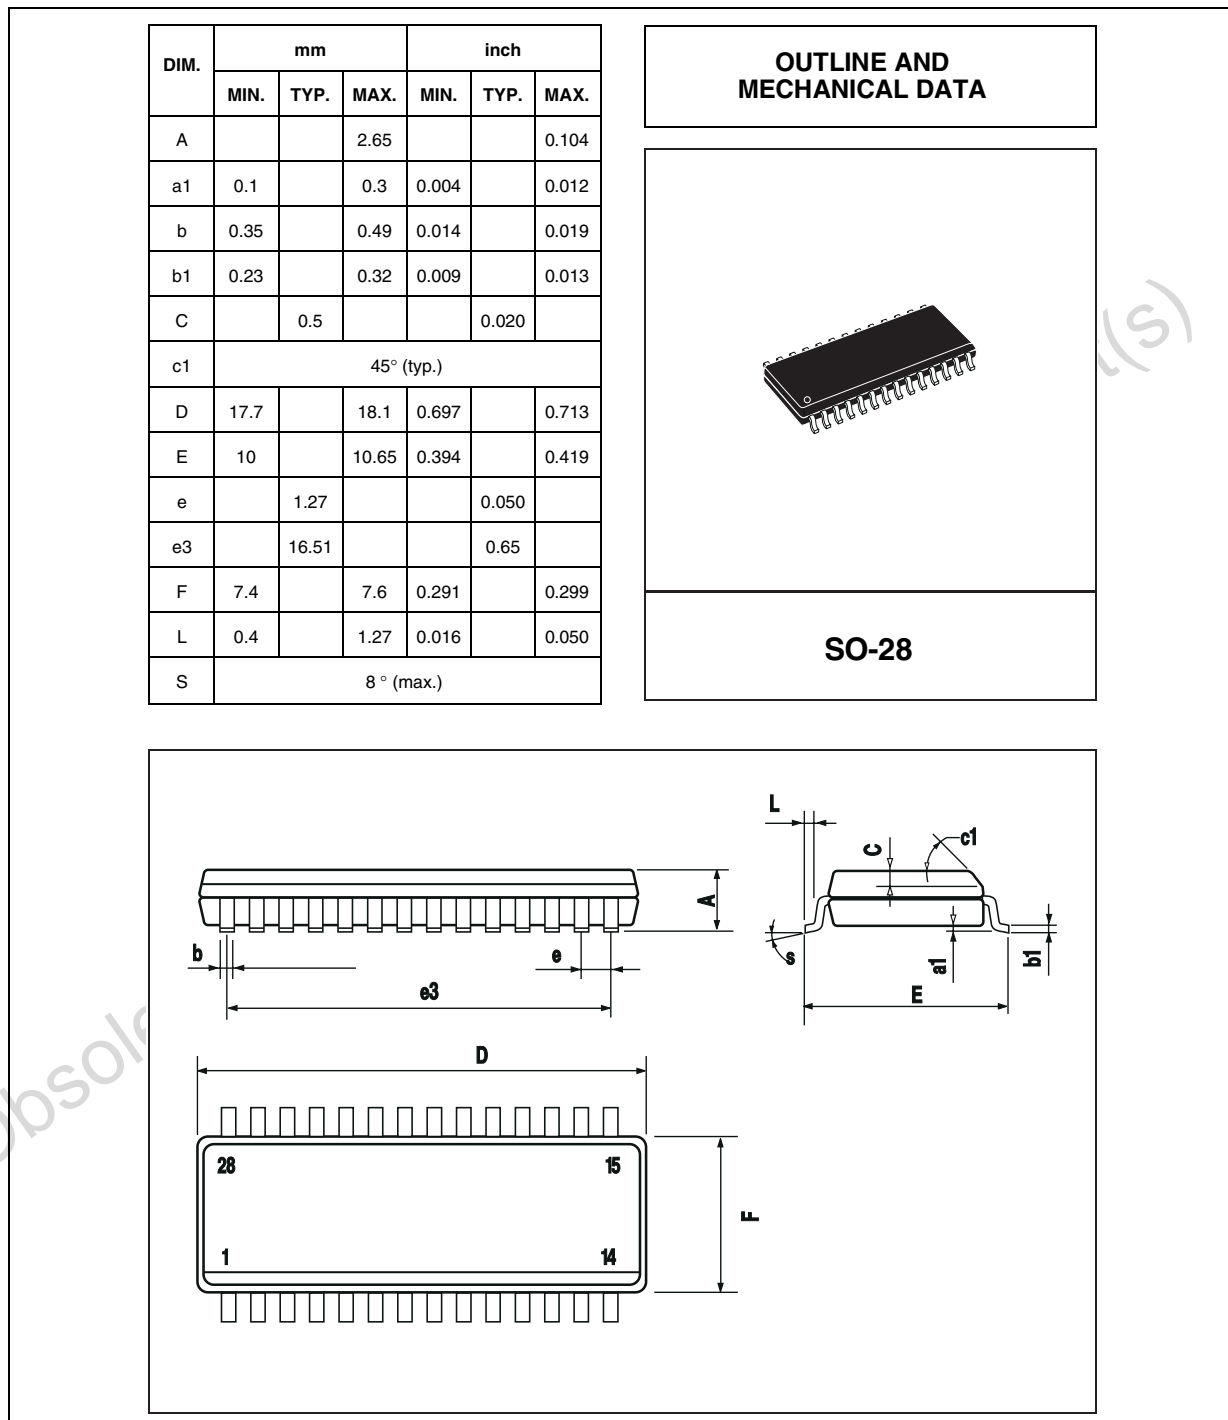 DIM. mm inch
MIN. TYP. MAX. MIN. TYP. MAX.
A 2.65 0.104
a1 0.1 0.3 0.004 0.012
b 0.35 0.49 0.014 0.019
b1 0.23 0.32 0.009 0.013
C 0.5 0.020
c1 45° (typ.)
D 17.7 18.1 0.697 0.713
E 10 10.65 0.394 0.419
e 1.27 0.050
e3 16.51 0.65
F 7.4 7.6 0.291 0.299
L 0.4 1.27 0.016 0.050
S 8 ° (max.)
OUTLINE AND
MECHANICAL DATA
SO-28
L
C
c1
A
b
e
e3
s
a1
b1
E
D
28
15
1
14
F